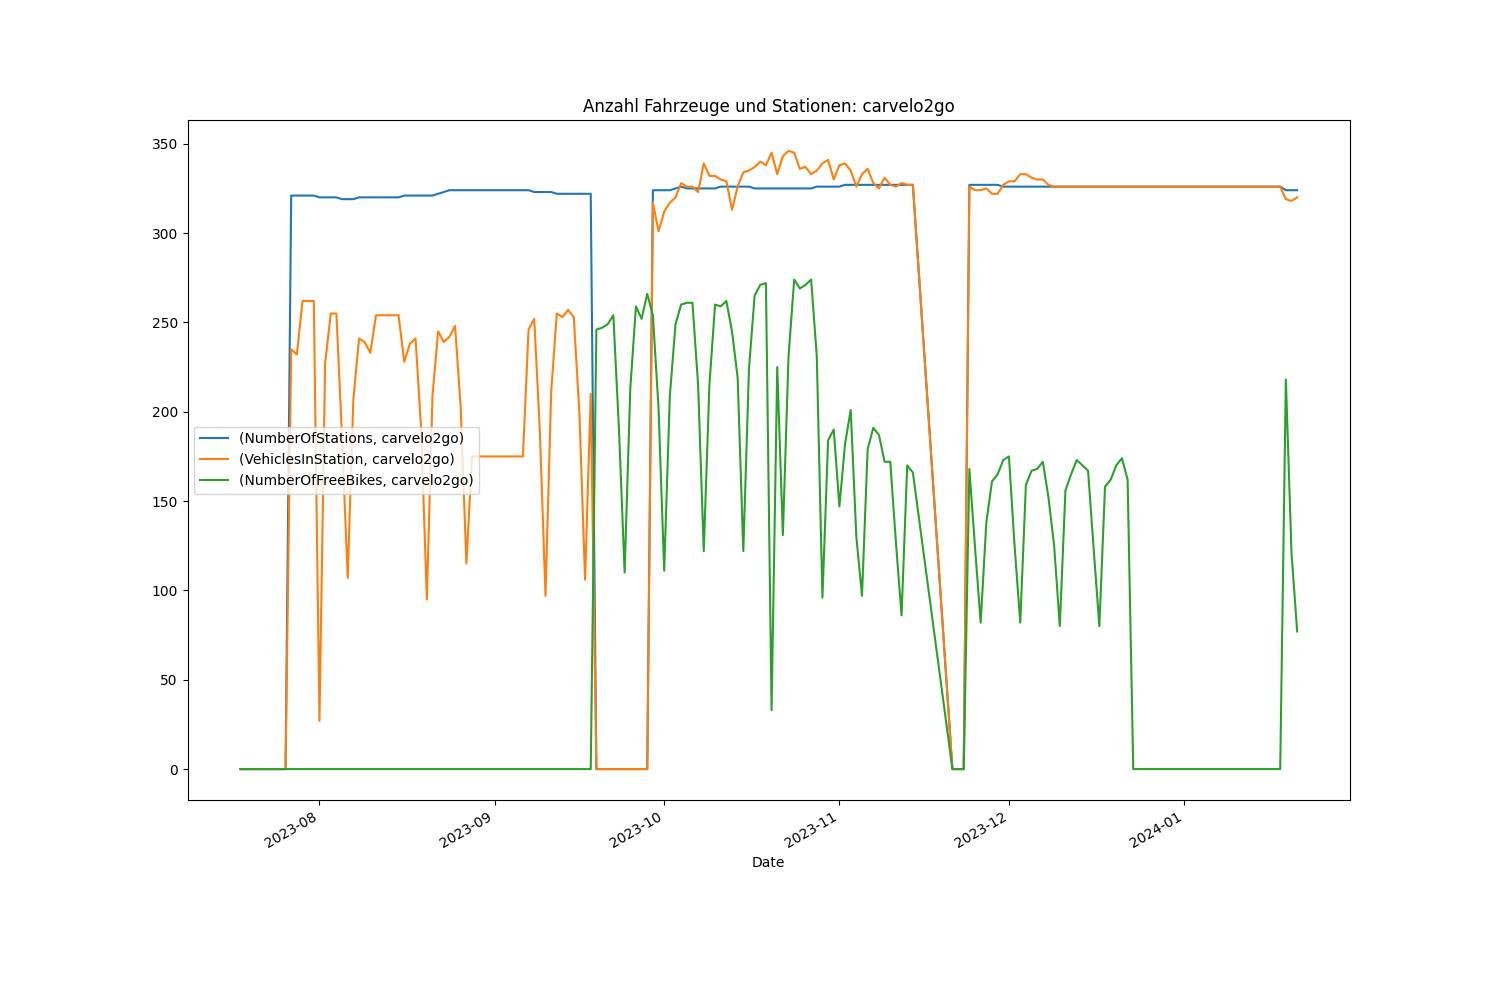 Anzahl Fahrzeuge und Stationen: carvelo2go
350
300
250
200
150
100
50
0
(NumberOfStations, carvelo2go)
(VehiclesInStation, carvelo2go)
(NumberOfFreeBikes, carvelo2go)
2023-08
2023-09
2023-10
2023-11
2023-12
2024-01
Date